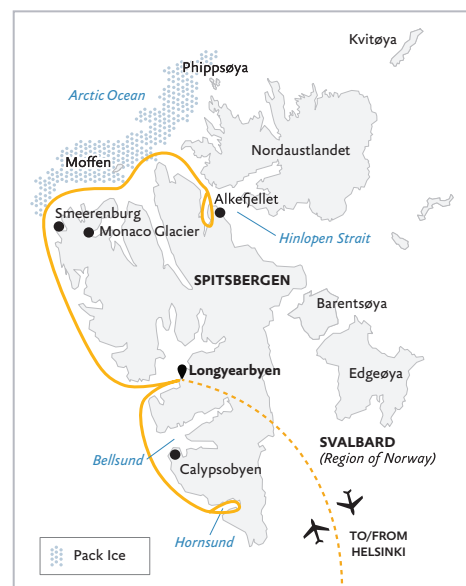 Kvitøya
Phippsøya
Arctic Ocean
Nordaustlandet
Moffen
Alkefjellet
Smeerenburg
Monaco Glacier
Hinlopen Strait
SPITSBERGEN
Barentsøya
Longyearbyen
Edgeøya
SVALBARD
(Region of Norway)
Bellsund
Calypsobyen
TO/FROM
HELSINKI
Hornsund
Pack Ice